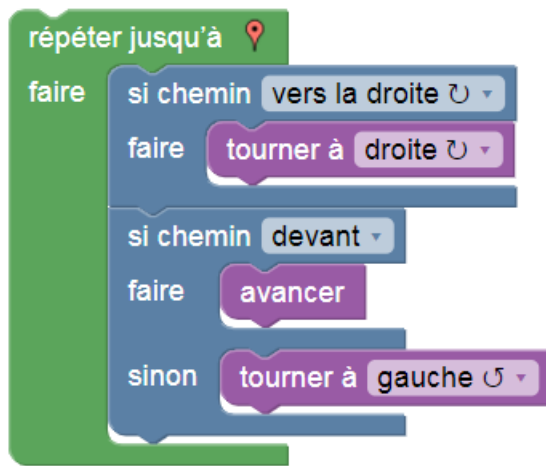 répéter jusqu'à
faire si chemin vers la droite ↻
faire tourner à droite ↻
si chemin devant
faire avancer
sinon tourner à gauche ↺